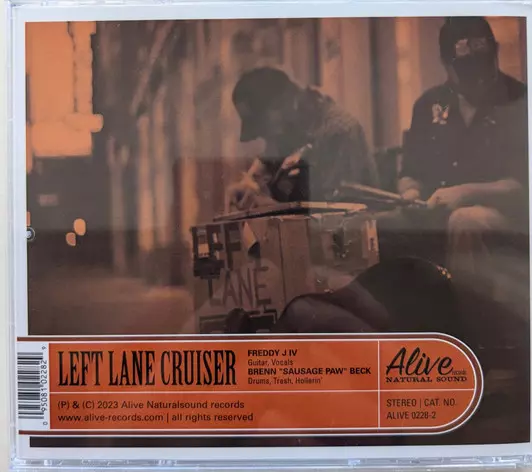 LEFT
LANE
LEFT LANE CRUISER
FREDDY J IV
Guitar, Vocals
BRENN "SAUSAGE PAW" BECK
Drums, Trash, Hollerin'
(P) & (C) 2023 Alive Naturalsound records
www.alive-records.com | all rights reserved
Alive
NATURAL SOUND
STEREO | CAT. NO.
ALIVE 0228-2